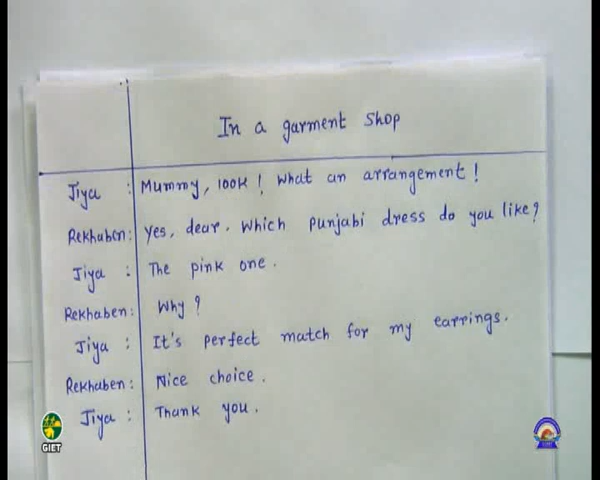 In a garment shop
Jiya : Mummy, look! What an arrangement!
Rekhaben: Yes, dear. Which punjabi dress do you like?
Jiya : The pink one.
Rekhaben: Why?
Jiya : It's perfect match for my earrings.
Rekhaben: Nice choice.
Jiya : Thank you.
GIET